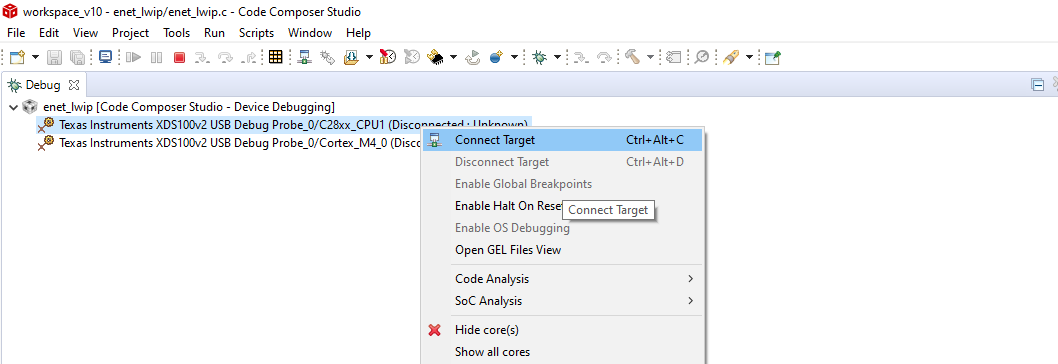 workspace_v10 - enet_lwip/enet_lwip.c - Code Composer Studio
File Edit View Project Tools Run Scripts Window Help
Debug
enet_lwip [Code Composer Studio - Device Debugging]
Texas Instruments XDS100v2 USB Debug Probe_0/C28xx_CPU1 (Disconnected : Unknown)
Texas Instruments XDS100v2 USB Debug Probe_0/Cortex_M4_0 (Disco
Connect Target Ctrl+Alt+C
Disconnect Target Ctrl+Alt+D
Enable Global Breakpoints
Enable Halt On Rese
Connect Target
Enable OS Debugging
Open GEL Files View
Code Analysis
SoC Analysis
Hide core(s)
Show all cores